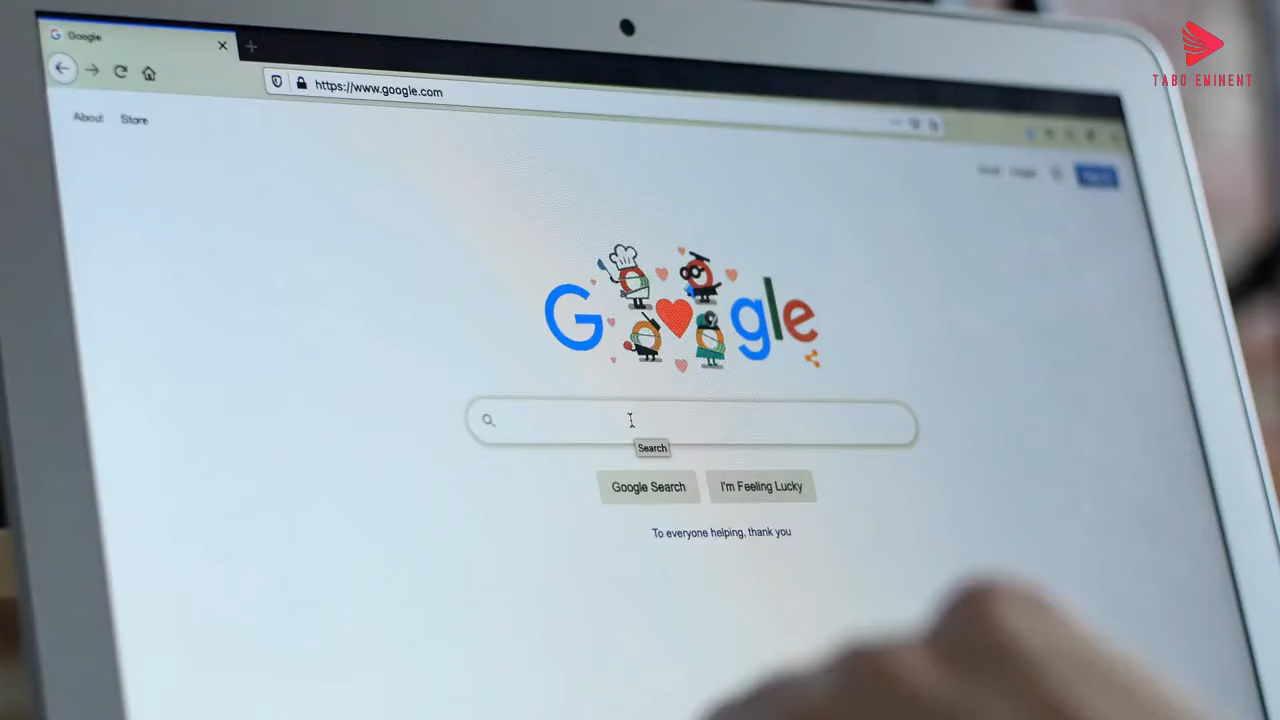 Google
TABO EMINENT
https://www.google.com
About
Store
Google
Search
Google Search
I'm Feeling Lucky
To everyone helping, thank you